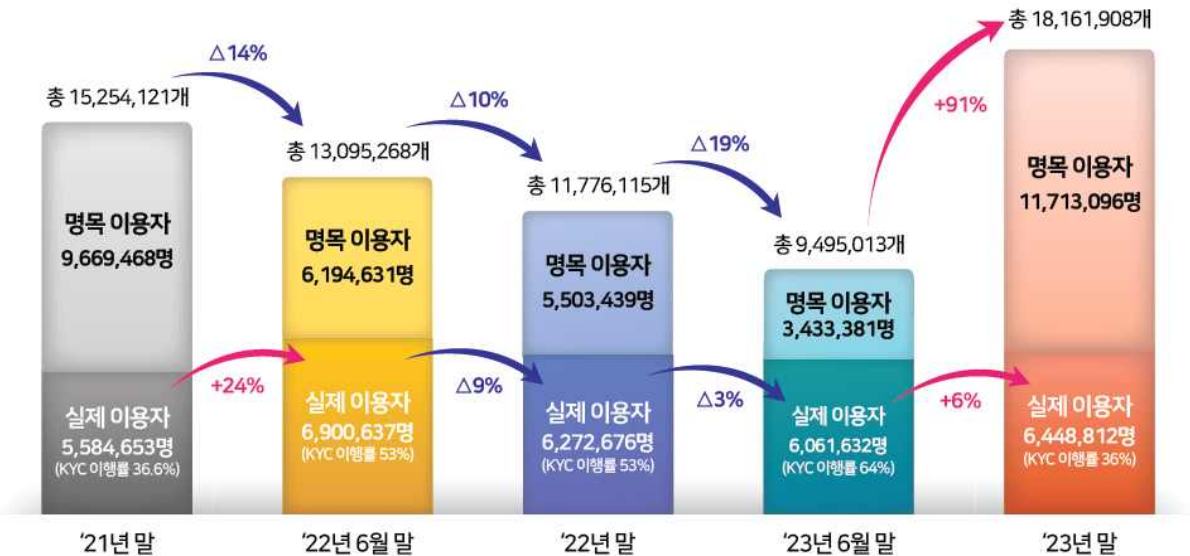 총 15,254,121개
△14%
명목 이용자
9,669,468명
실제 이용자
5,584,653명
(KYC 이행률 36.6%)
'21년 말
+24%
총 13,095,268개
△10%
명목 이용자
6,194,631명
실제 이용자
6,900,637명
(KYC 이행률 53%)
'22년 6월 말
△9%
총 11,776,115개
△19%
명목 이용자
5,503,439명
실제 이용자
6,272,676명
(KYC 이행률 53%)
'22년 말
△3%
총 9,495,013개
+91%
명목 이용자
3,433,381명
실제 이용자
6,061,632명
(KYC 이행률 64%)
'23년 6월 말
+6%
총 18,161,908개
명목 이용자
11,713,096명
실제 이용자
6,448,812명
(KYC 이행률 36%)
'23년 말